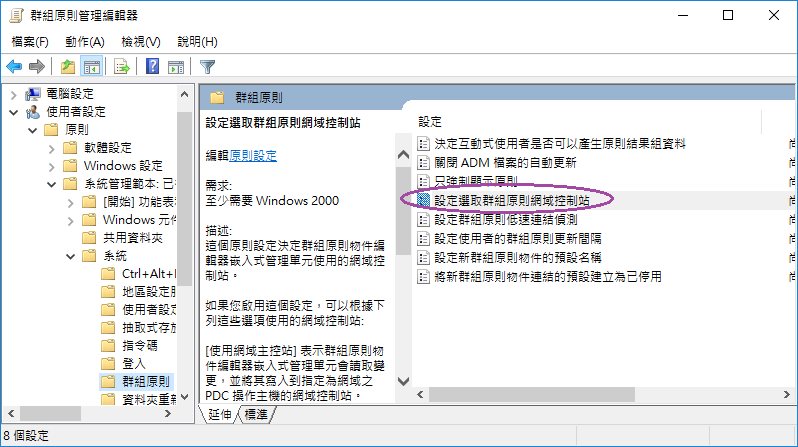 群組原則管理編輯器
檔案(F) 動作(A) 檢視(V) 說明(H)
電腦設定
使用者設定
原則
軟體設定
Windows 設定
系統管理範本: 已
[開始] 功能表
Windows 元件
共用資料夾
系統
Ctrl+Alt+
地區設定服
使用者設定
抽取式存放
指令碼
登入
群組原則
資料夾重新
群組原則
設定選取群組原則網域控制站
編輯原則設定
需求:
至少需要 Windows 2000
描述:
這個原則設定決定群組原則物件編
輯器嵌入式管理單元使用的網域控
制站。
如果您啟用這個設定，可以根據下
列這些選項使用的網域控制站:
[使用網域主控站] 表示群組原則物
件編輯器嵌入式管理單元會讀取變
更，並將其寫入到指定為網域之
PDC 操作主機的網域控制站。
設定
決定互動式使用者是否可以產生原則結果組資料
關閉 ADM 檔案的自動更新
只強制顯示原則
設定選取群組原則網域控制站
設定群組原則低速連結偵測
設定使用者的群組原則更新間隔
設定新群組原則物件的預設名稱
將新群組原則物件連結的預設建立為已停用
延伸 標準
8 個設定